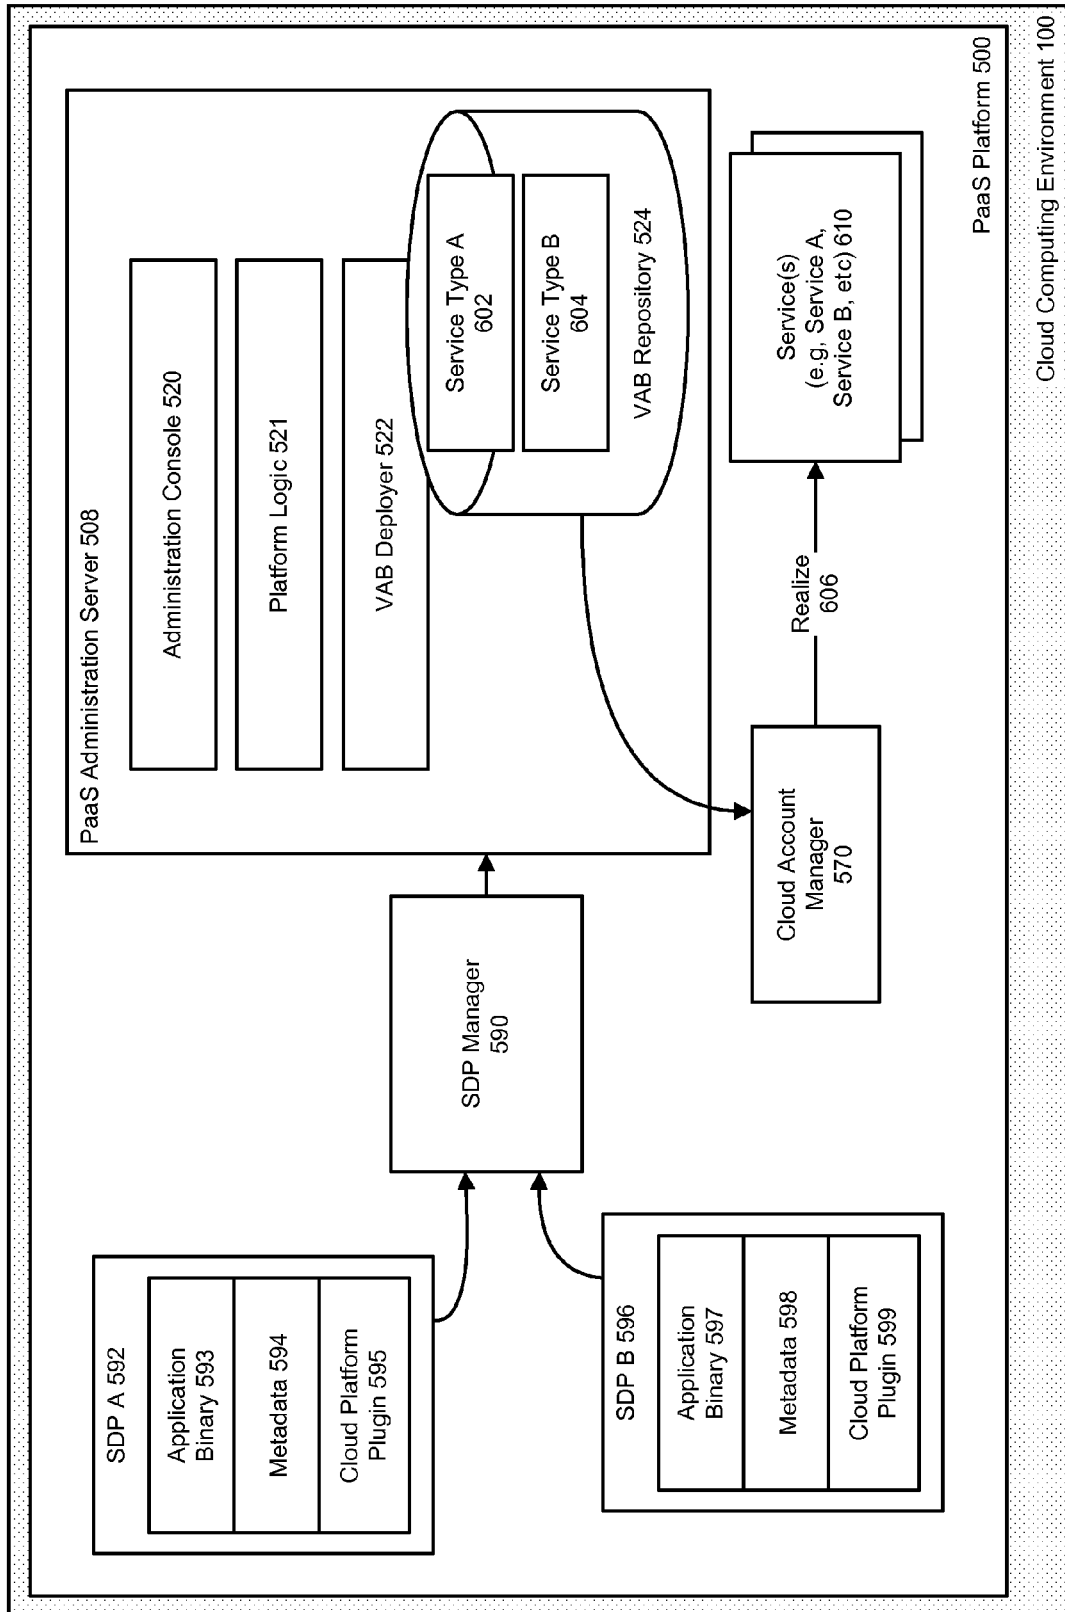 PaaS Administration Server 508
Administration Console 520
Platform Logic 521
VAB Deployer 522
Service Type A
602
Service Type B
604
VAB Repository 524
SDP A 592
Application
Binary 593
Metadata 594
Cloud Platform
Plugin 595
SDP Manager
590
SDP B 596
Application
Binary 597
Metadata 598
Cloud Platform
Plugin 599
Cloud Account
Manager
570
Realize
606
Service(s)
(e.g, Service A,
Service B, etc) 610
PaaS Platform 500
Cloud Computing Environment 100